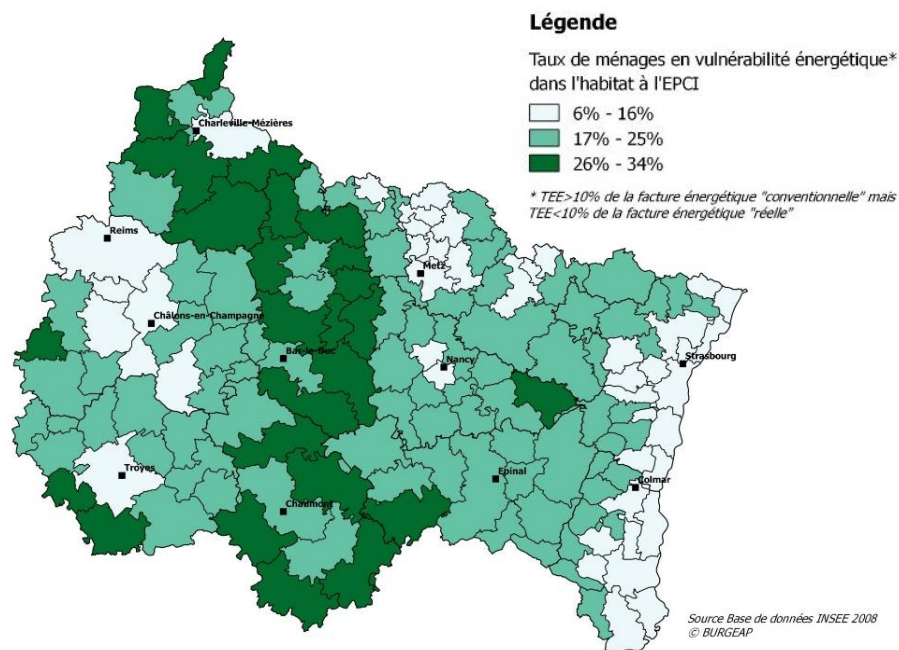 Légende
Taux de ménages en vulnérabilité énergétique*
dans l'habitat à l'EPCI
6% - 16%
17% - 25%
26% - 34%
* TEE>10% de la facture énergétique "conventionnelle" mais
TEE<10% de la facture énergétique "réelle"
Charleville-Mézières
Reims
Metz
Châlons-en-Champagne
Bar-le-Duc
Nancy
Strasbourg
Troyes
Epinal
Colmar
Chaumont
Source Base de données INSEE 2008
© BURGEAP